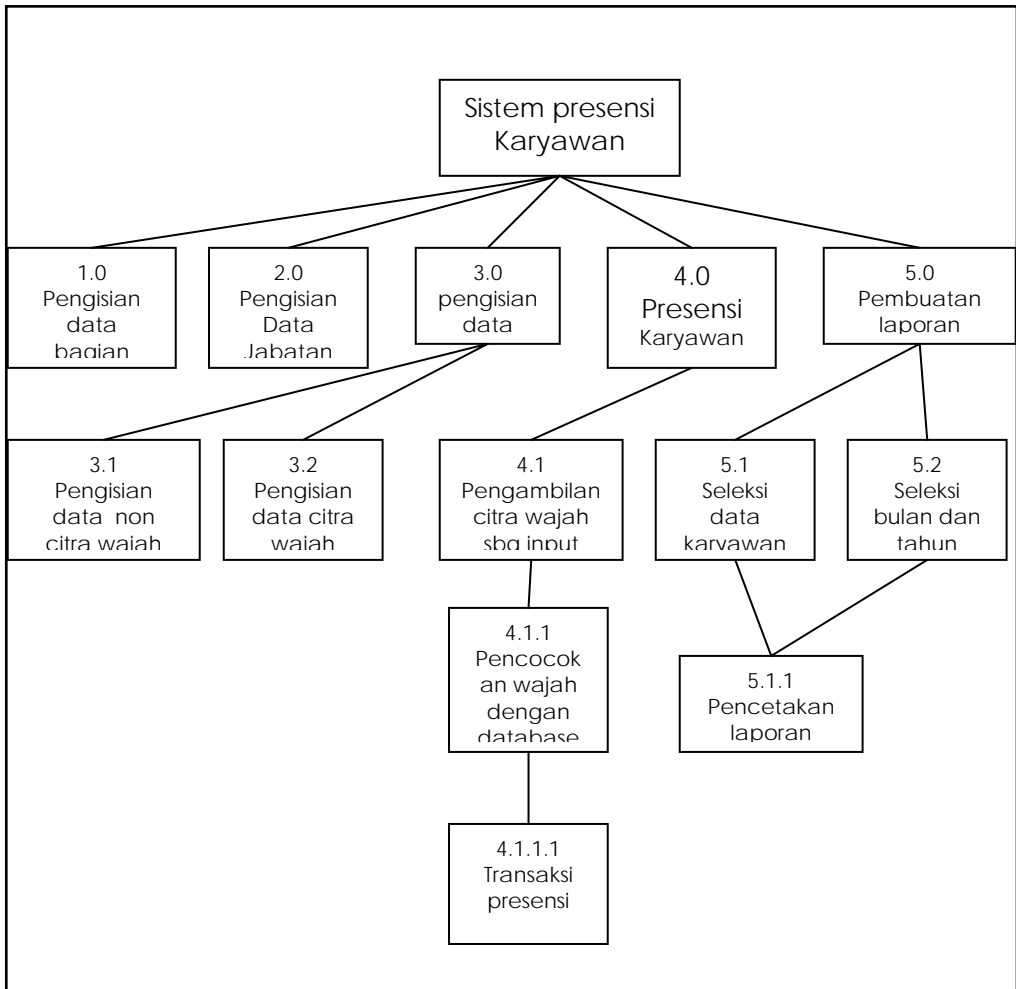 Sistem presensi
Karyawan
1.0
Pengisian
data
bagian
2.0
Pengisian
Data
Jabatan
3.0
pengisian
data
4.0
Presensi
Karyawan
5.0
Pembuatan
laporan
3.1
Pengisian
data non
citra wajah
3.2
Pengisian
data citra
wajah
4.1
Pengambilan
citra wajah
sbg input
5.1
Seleksi
data
karyawan
5.2
Seleksi
bulan dan
tahun
4.1.1
Pencocok
an wajah
dengan
database
5.1.1
Pencetakan
laporan
4.1.1.1
Transaksi
presensi